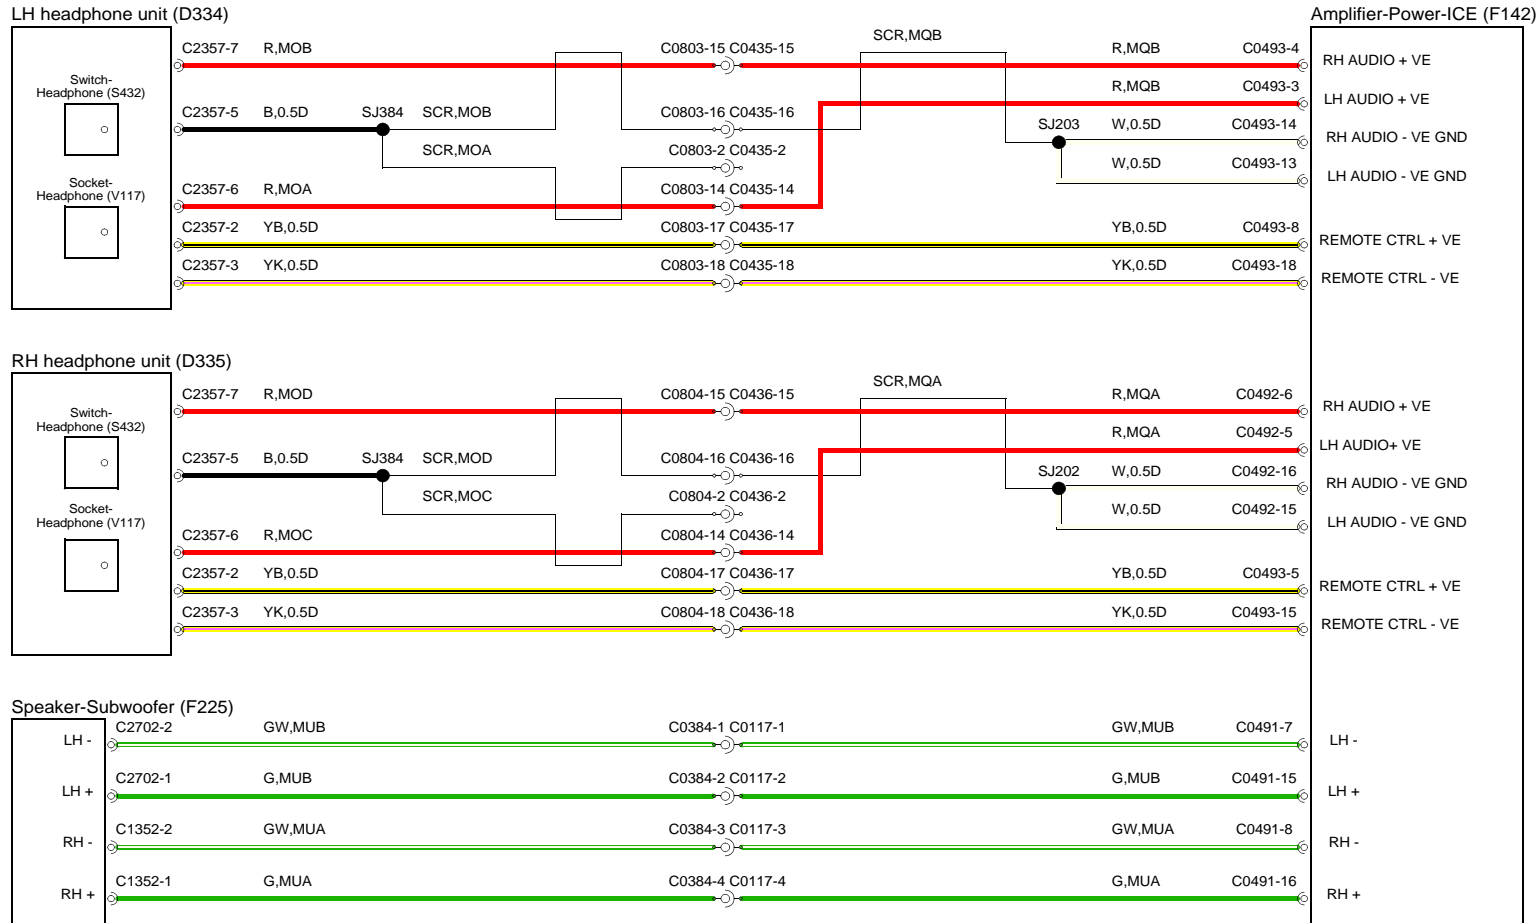 LH headphone unit (D334)
Amplifier-Power-ICE (F142)
C2357-7 R,MOB C0803-15 C0435-15 SCR,MQB R,MQB C0493-4 RH AUDIO + VE
Switch-
Headphone (S432)
R,MQB C0493-3 LH AUDIO + VE
C2357-5 B,0.5D SJ384 SCR,MOB C0803-16 C0435-16 SJ203 W,0.5D C0493-14 RH AUDIO - VE GND
SCR,MOA C0803-2 C0435-2 W,0.5D C0493-13 LH AUDIO - VE GND
Socket-
Headphone (V117)
C2357-6 R,MOA C0803-14 C0435-14
C2357-2 YB,0.5D C0803-17 C0435-17 YB,0.5D C0493-8 REMOTE CTRL + VE
C2357-3 YK,0.5D C0803-18 C0435-18 YK,0.5D C0493-18 REMOTE CTRL - VE
RH headphone unit (D335)
C2357-7 R,MOD C0804-15 C0436-15 SCR,MQA R,MQA C0492-6 RH AUDIO + VE
Switch-
Headphone (S432)
R,MQA C0492-5 LH AUDIO+ VE
C2357-5 B,0.5D SJ384 SCR,MOD C0804-16 C0436-16 SJ202 W,0.5D C0492-16 RH AUDIO - VE GND
SCR,MOC C0804-2 C0436-2 W,0.5D C0492-15 LH AUDIO - VE GND
Socket-
Headphone (V117)
C2357-6 R,MOC C0804-14 C0436-14
C2357-2 YB,0.5D C0804-17 C0436-17 YB,0.5D C0493-5 REMOTE CTRL + VE
C2357-3 YK,0.5D C0804-18 C0436-18 YK,0.5D C0493-15 REMOTE CTRL - VE
Speaker-Subwoofer (F225)
LH - C2702-2 GW,MUB C0384-1 C0117-1 GW,MUB C0491-7 LH -
LH + C2702-1 G,MUB C0384-2 C0117-2 G,MUB C0491-15 LH +
RH - C1352-2 GW,MUA C0384-3 C0117-3 GW,MUA C0491-8 RH -
RH + C1352-1 G,MUA C0384-4 C0117-4 G,MUA C0491-16 RH +